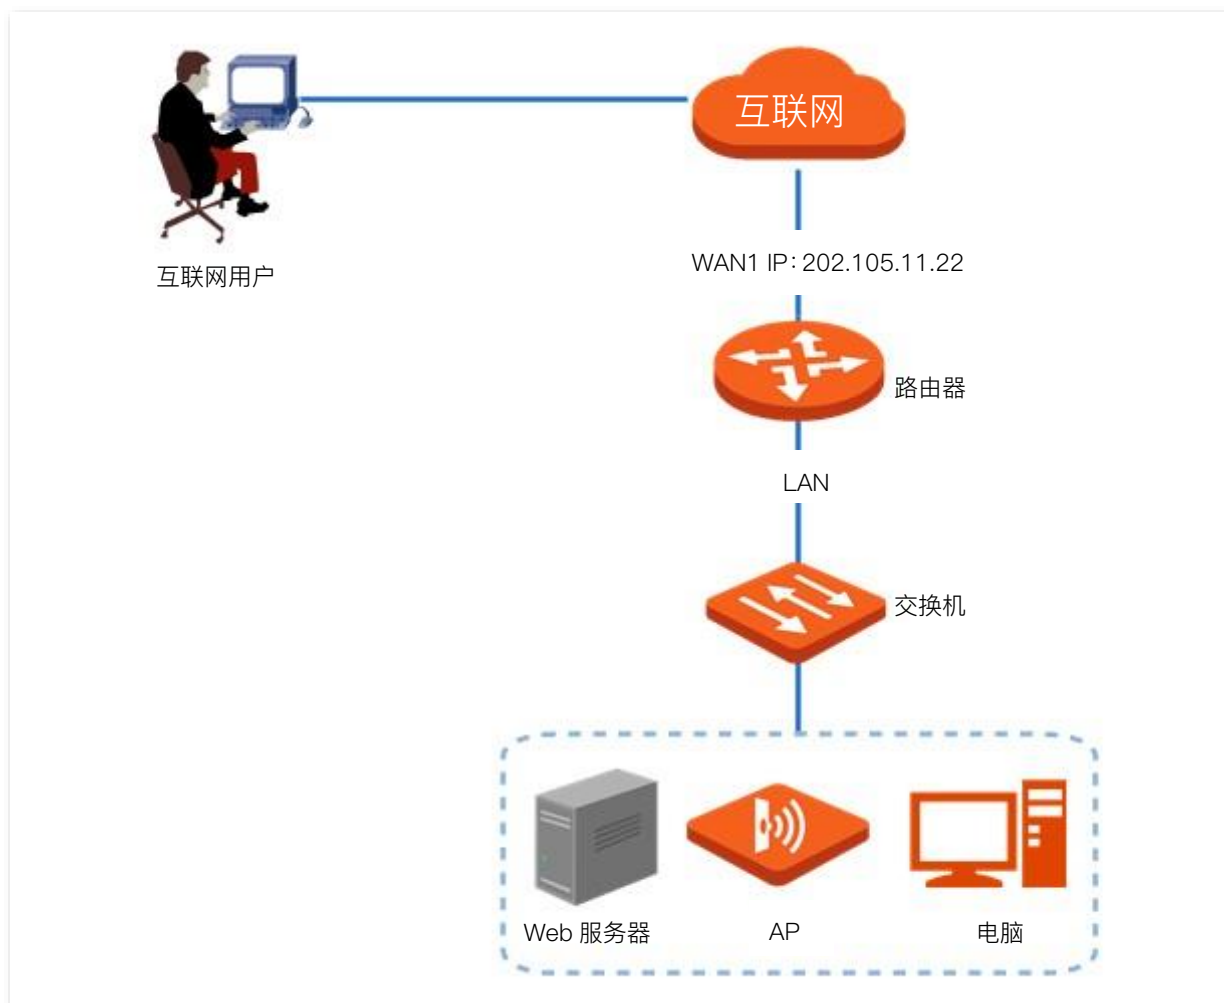 互联网
互联网用户
WAN1 IP：202.105.11.22
路由器
LAN
交换机
Web 服务器
AP
电脑